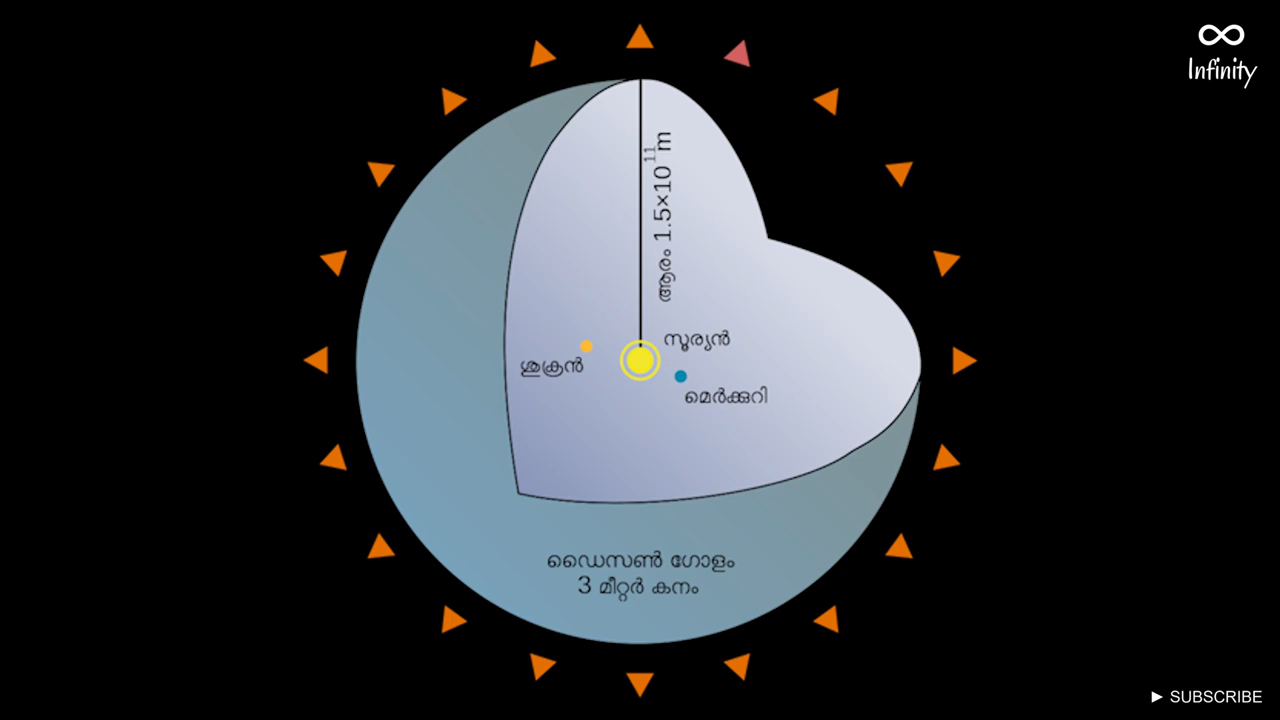 ∞
Infinity
ആരം 1.5×10¹¹ m
സൂര്യൻ
ശുക്രൻ
മെർക്കുറി
ഡൈസൺ ഗോളം
3 മീറ്റർ കനം
► SUBSCRIBE